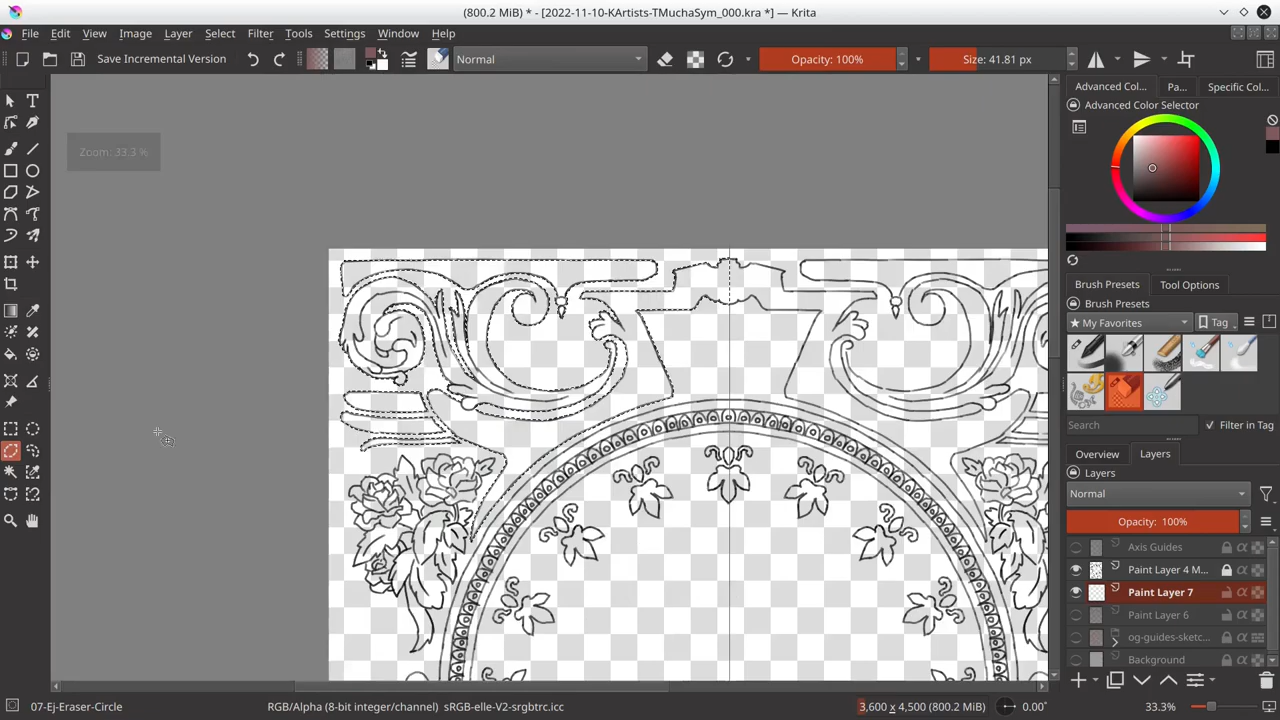 (800.2 MiB) * - [2022-11-10-KArtists-TMuchaSym_000.kra *] — Krita
File Edit View Image Layer Select Filter Tools Settings Window Help
Save Incremental Version
Normal
Opacity: 100%
Size: 41.81 px
Zoom: 33.3 %
Advanced Col...
Pa...
Specific Col...
Advanced Color Selector
Brush Presets
Tool Options
Brush Presets
★ My Favorites
Tag
Search
✓ Filter in Tag
Overview
Layers
Layers
Normal
Opacity: 100%
Axis Guides
Paint Layer 4 M...
Paint Layer 7
Paint Layer 6
og-guides-sketc...
Background
07-Ej-Eraser-Circle
RGB/Alpha (8-bit integer/channel) sRGB-elle-V2-srgbtrc.icc
3,600 x 4,500 (800.2 MiB)
0.00°
33.3%